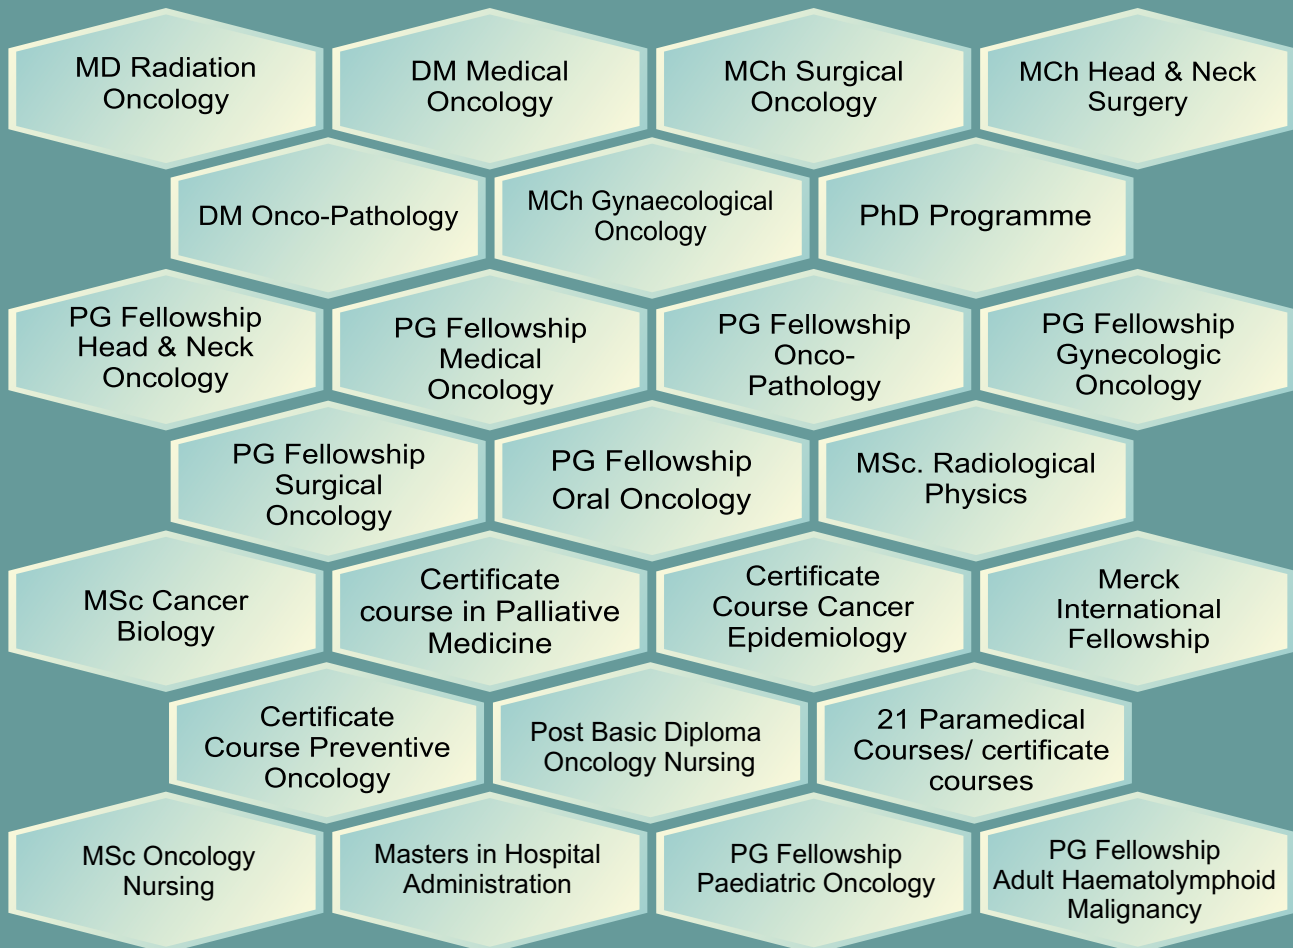 MD Radiation
Oncology
DM Medical
Oncology
MCh Surgical
Oncology
MCh Head & Neck
Surgery
DM Onco-Pathology
MCh Gynaecological
Oncology
PhD Programme
PG Fellowship
Head & Neck
Oncology
PG Fellowship
Medical
Oncology
PG Fellowship
Onco-
Pathology
PG Fellowship
Gynecologic
Oncology
PG Fellowship
Surgical
Oncology
PG Fellowship
Oral Oncology
MSc. Radiological
Physics
MSc Cancer
Biology
Certificate
course in Palliative
Medicine
Certificate
Course Cancer
Epidemiology
Merck
International
Fellowship
Certificate
Course Preventive
Oncology
Post Basic Diploma
Oncology Nursing
21 Paramedical
Courses/ certificate
courses
MSc Oncology
Nursing
Masters in Hospital
Administration
PG Fellowship
Paediatric Oncology
PG Fellowship
Adult Haematolymphoid
Malignancy